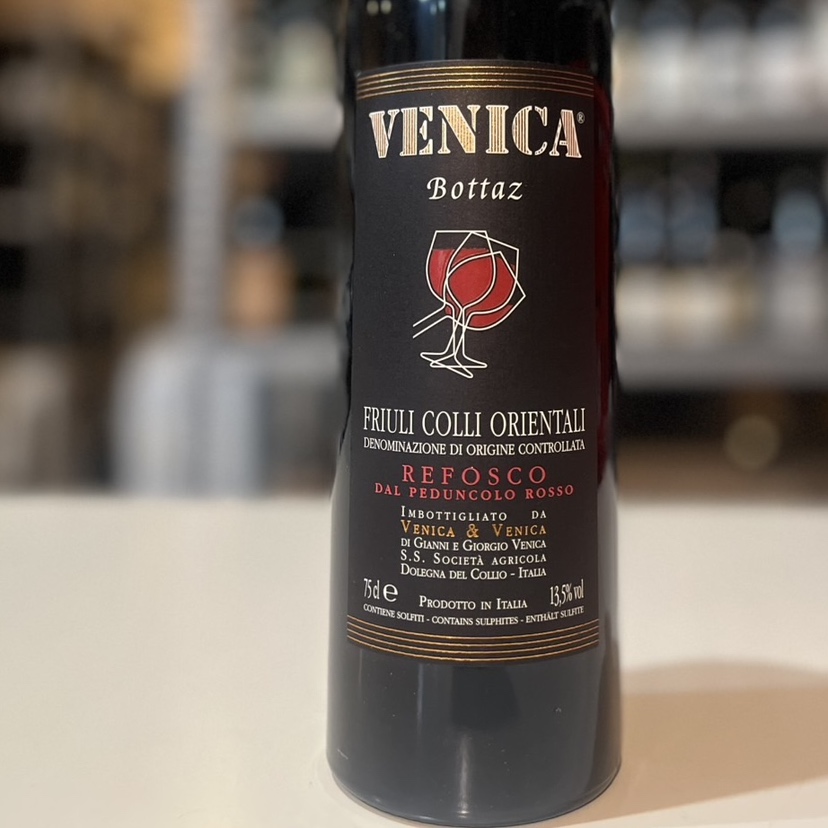 VENICA®
Bottaz
FRIULI COLLI ORIENTALI
DENOMINAZIONE DI ORIGINE CONTROLLATA
REFOSCO
DAL PEDUNCOLO ROSSO
IMBOTTIGLIATO DA
VENICA & VENICA
DI GIANNI E GIORGIO VENICA
S.S. SOCIETÀ AGRICOLA
DOLEGNA DEL COLLIO - ITALIA
75 cl e PRODOTTO IN ITALIA 13,5% vol
CONTIENE SOLFITI - CONTAINS SULPHITES - ENTHÄLT SULFITE